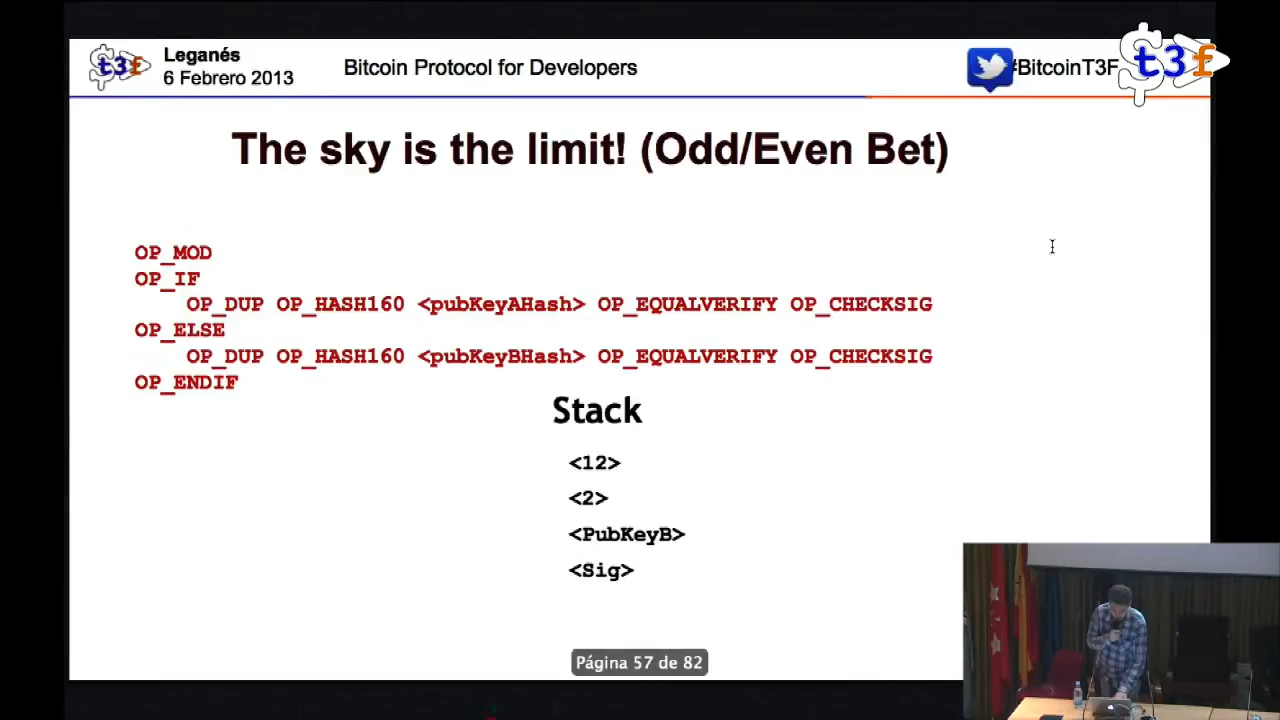 t3f
Leganés
6 Febrero 2013
Bitcoin Protocol for Developers
#BitcoinT3F
t3f
The sky is the limit! (Odd/Even Bet)
OP_MOD
OP_IF
OP_DUP OP_HASH160 <pubKeyAHash> OP_EQUALVERIFY OP_CHECKSIG
OP_ELSE
OP_DUP OP_HASH160 <pubKeyBHash> OP_EQUALVERIFY OP_CHECKSIG
OP_ENDIF
Stack
<12>
<2>
<PubKeyB>
<Sig>
Página 57 de 82